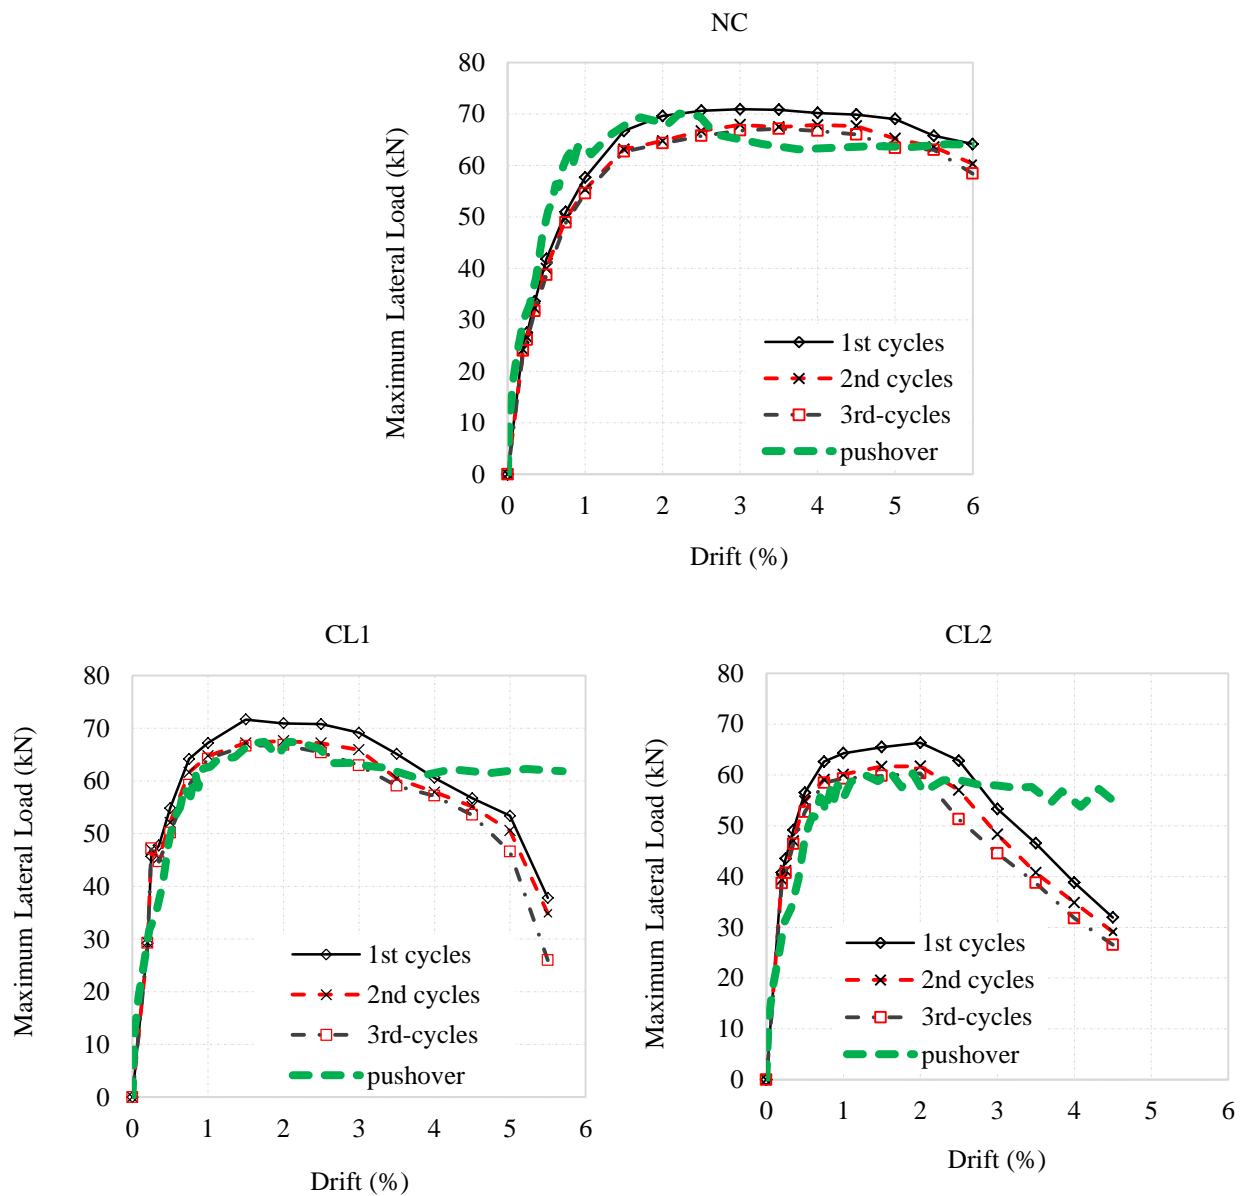 NC
Maximum Lateral Load (kN)
80
70
60
50
40
30
20
10
0
0 1 2 3 4 5 6
Drift (%)
1st cycles
2nd cycles
3rd-cycles
pushover
CL1
Maximum Lateral Load (kN)
80
70
60
50
40
30
20
10
0
0 1 2 3 4 5 6
Drift (%)
1st cycles
2nd cycles
3rd-cycles
pushover
CL2
Maximum Lateral Load (kN)
80
70
60
50
40
30
20
10
0
0 1 2 3 4 5 6
Drift (%)
1st cycles
2nd cycles
3rd-cycles
pushover